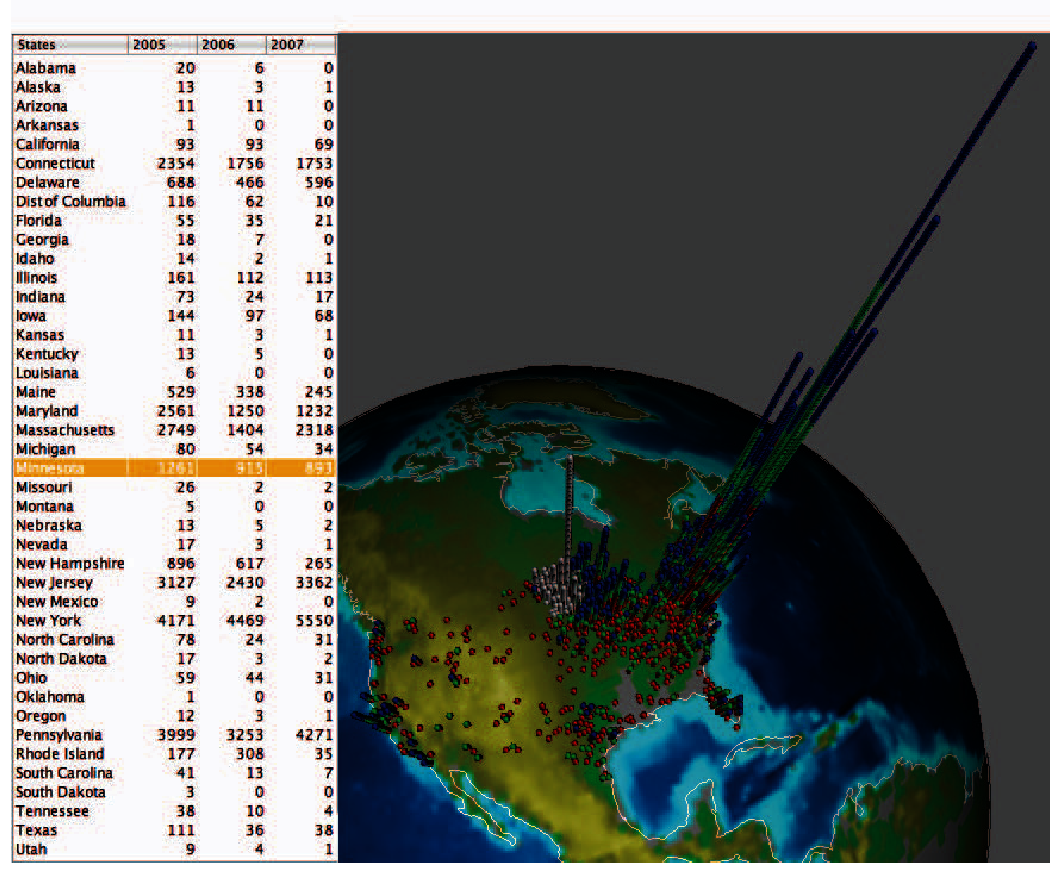 States 2005 2006 2007
Alabama 20 6 0
Alaska 13 3 1
Arizona 11 11 0
Arkansas 1 0 0
California 93 93 69
Connecticut 2354 1756 1753
Delaware 688 466 596
Dist of Columbia 116 62 10
Florida 55 35 21
Georgia 18 7 0
Idaho 14 2 1
Illinois 161 112 113
Indiana 73 24 17
Iowa 144 97 68
Kansas 11 3 1
Kentucky 13 5 0
Louisiana 6 0 0
Maine 529 338 245
Maryland 2561 1250 1232
Massachusetts 2749 1404 2318
Michigan 80 54 34
Minnesota 1261 915 893
Missouri 26 2 2
Montana 5 0 0
Nebraska 13 5 2
Nevada 17 3 1
New Hampshire 896 617 265
New Jersey 3127 2430 3362
New Mexico 9 2 0
New York 4171 4469 5550
North Carolina 78 24 31
North Dakota 17 3 2
Ohio 59 44 31
Oklahoma 1 0 0
Oregon 12 3 1
Pennsylvania 3999 3253 4271
Rhode Island 177 308 35
South Carolina 41 13 7
South Dakota 3 0 0
Tennessee 38 10 4
Texas 111 36 38
Utah 9 4 1